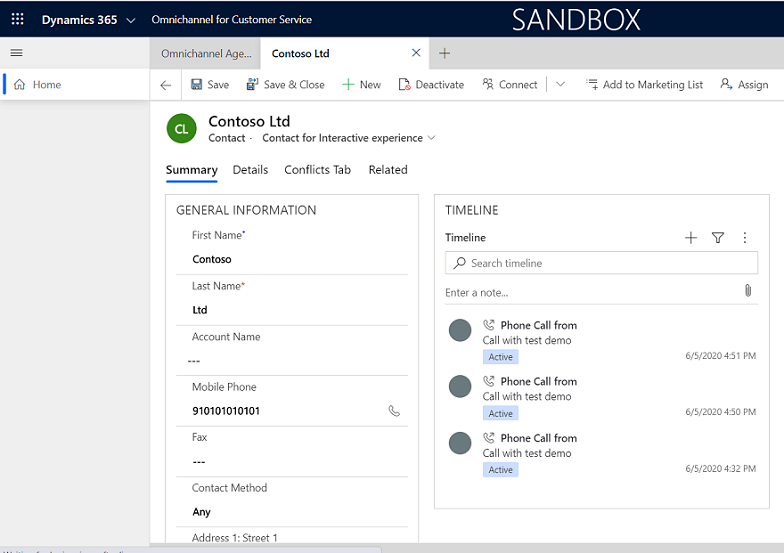 Dynamics 365 Omnichannel for Customer Service SANDBOX
Omnichannel Age... Contoso Ltd
Home
Save Save & Close New Deactivate Connect Add to Marketing List Assign
CL
Contoso Ltd
Contact · Contact for Interactive experience
Summary Details Conflicts Tab Related
GENERAL INFORMATION
First Name*
Contoso
Last Name*
Ltd
Account Name
---
Mobile Phone
910101010101
Fax
---
Contact Method
Any
Address 1: Street 1
TIMELINE
Timeline
Search timeline
Enter a note...
Phone Call from
Call with test demo
Active 6/5/2020 4:51 PM
Phone Call from
Call with test demo
Active 6/5/2020 4:50 PM
Phone Call from
Call with test demo
Active 6/5/2020 4:32 PM